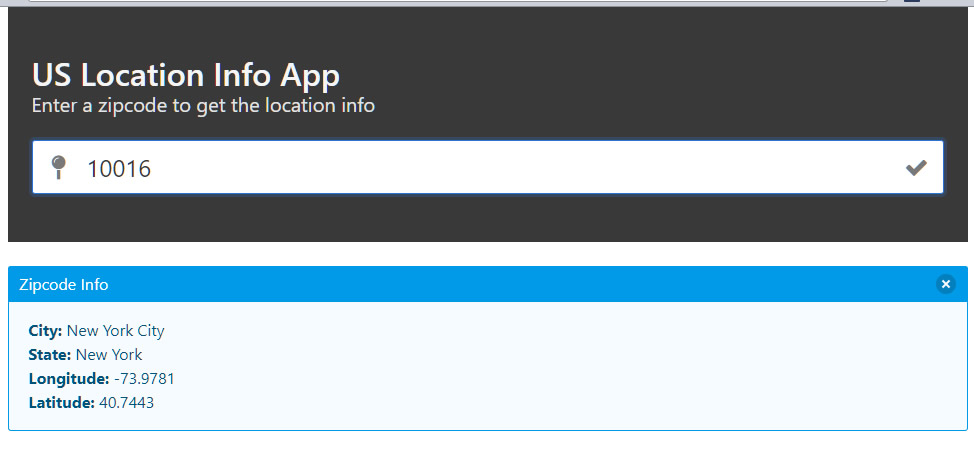 US Location Info App
Enter a zipcode to get the location info
10016
Zipcode Info
City: New York City
State: New York
Longitude: -73.9781
Latitude: 40.7443